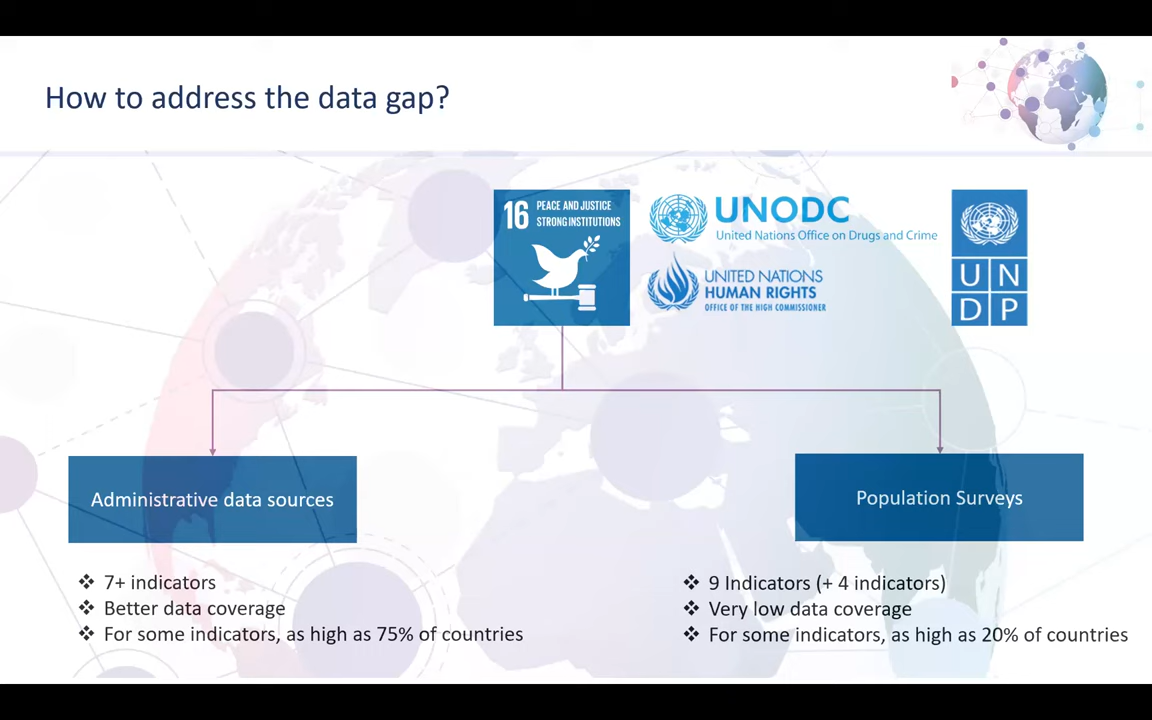 How to address the data gap?
16 PEACE AND JUSTICE
STRONG INSTITUTIONS
UNODC
United Nations Office on Drugs and Crime
UNITED NATIONS
HUMAN RIGHTS
OFFICE OF THE HIGH COMMISSIONER
U N
D P
Administrative data sources
Population Surveys
❖ 7+ indicators
❖ Better data coverage
❖ For some indicators, as high as 75% of countries
❖ 9 Indicators (+ 4 indicators)
❖ Very low data coverage
❖ For some indicators, as high as 20% of countries